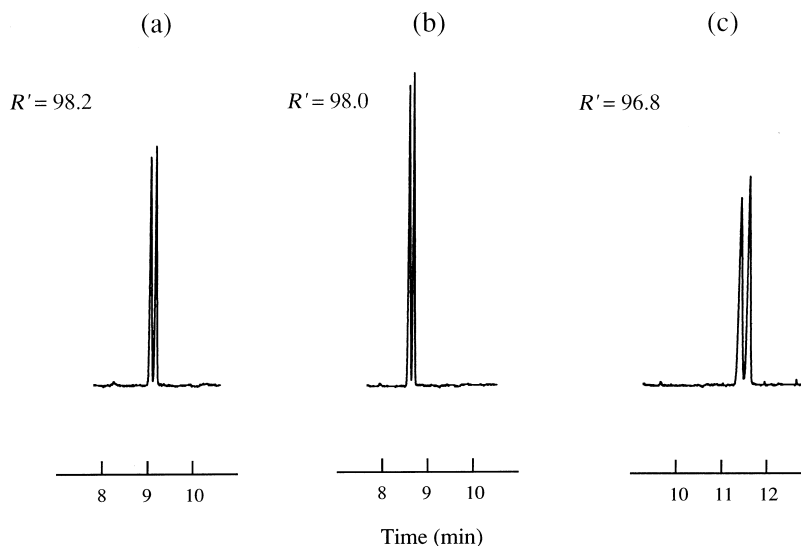 (a) (b) (c)
R' = 98.2 R' = 98.0 R' = 96.8
8 9 10 8 9 10 10 11 12
Time (min)